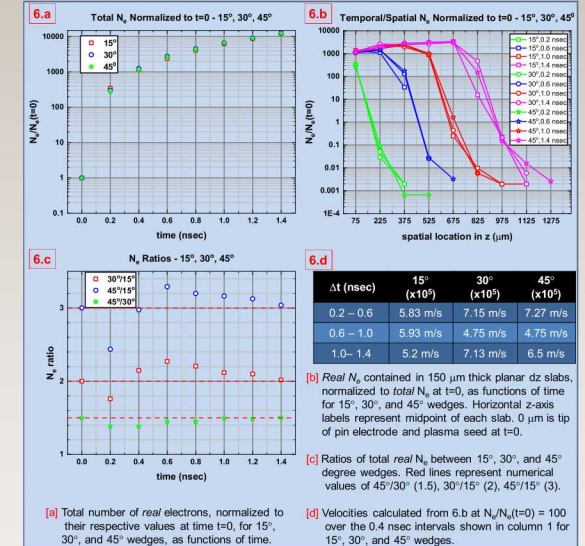 6.a
Total Ne Normalized to t=0 - 15°, 30°, 45°
10000
1000
100
10
1
0.1
Ne/Ne(t=0)
15°
30°
45°
0.0 0.2 0.4 0.6 0.8 1.0 1.2 1.4
time (nsec)
6.b
Temporal/Spatial Ne Normalized to t=0 - 15°, 30°, 45°
10000
1000
100
10
1
0.1
0.01
0.001
1E-4
Ne/Ne(t=0)
15°,0.2 nsec
15°,0.6 nsec
15°,1.0 nsec
15°,1.4 nsec
30°,0.2 nsec
30°,0.6 nsec
30°,1.0 nsec
30°,1.4 nsec
45°,0.2 nsec
45°,0.6 nsec
45°,1.0 nsec
45°,1.4 nsec
75 225 375 525 675 825 975 1125 1275
spatial location in z (μm)
6.c
Ne Ratios - 15°, 30°, 45°
30°/15°
45°/15°
45°/30°
3
2
1
Ne ratio
0.0 0.2 0.4 0.6 0.8 1.0 1.2 1.4
time (nsec)
6.d
Δt (nsec) 15° (x10⁵) 30° (x10⁵) 45° (x10⁵)
0.2 – 0.6 5.83 m/s 7.15 m/s 7.27 m/s
0.6 – 1.0 5.93 m/s 4.75 m/s 4.75 m/s
1.0– 1.4 5.2 m/s 7.13 m/s 6.5 m/s
[b] Real Ne contained in 150 μm thick planar dz slabs,
normalized to total Ne at t=0, as functions of time
for 15°, 30°, and 45° wedges. Horizontal z-axis
labels represent midpoint of each slab. 0 μm is tip
of pin electrode and plasma seed at t=0.
[c] Ratios of total real Ne between 15°, 30°, and 45°
degree wedges. Red lines represent numerical
values of 45°/30° (1.5), 30°/15° (2), 45°/15° (3).
[a] Total number of real electrons, normalized to
their respective values at time t=0, for 15°,
30°, and 45° wedges, as functions of time.
[d] Velocities calculated from 6.b at Ne/Ne(t=0) = 100
over the 0.4 nsec intervals shown in column 1 for
15°, 30°, and 45° wedges.